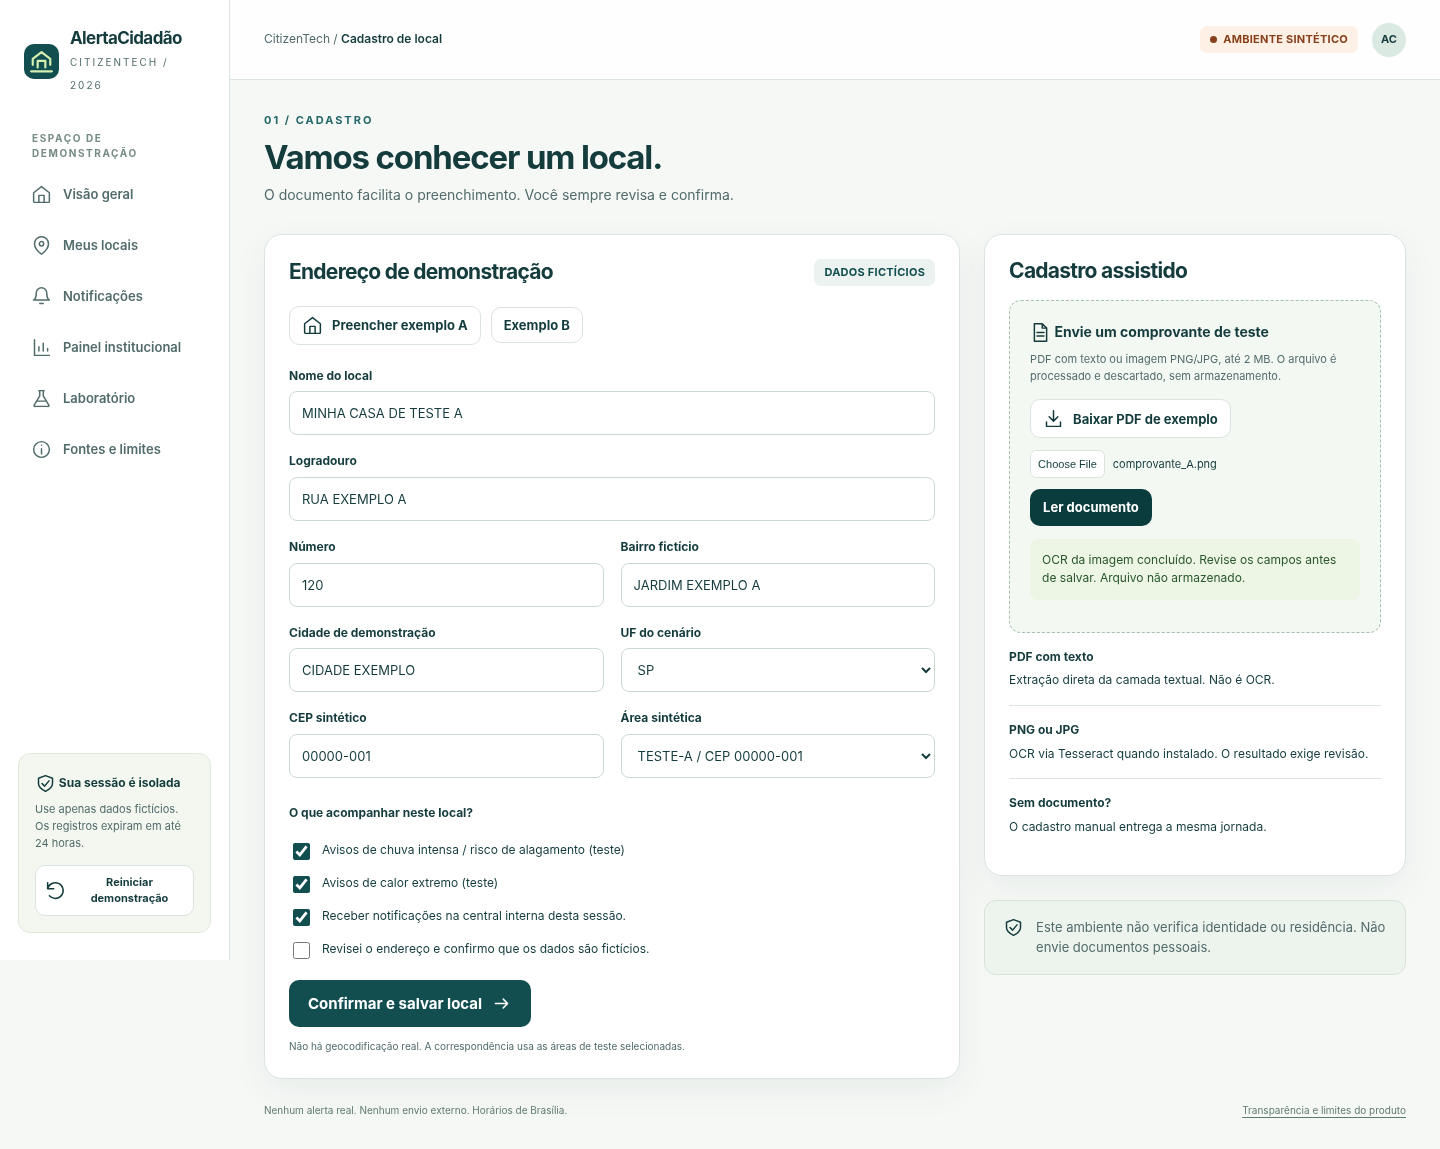 AlertaCidadão
CITIZENTECH /
2026
ESPAÇO DE
DEMONSTRAÇÃO
Visão geral
Meus locais
Notificações
Painel institucional
Laboratório
Fontes e limites
Sua sessão é isolada
Use apenas dados fictícios.
Os registros expiram em até
24 horas.
Reiniciar
demonstração
CitizenTech / Cadastro de local
AMBIENTE SINTÉTICO
AC
01 / CADASTRO
Vamos conhecer um local.
O documento facilita o preenchimento. Você sempre revisa e confirma.
Endereço de demonstração
DADOS FICTÍCIOS
Preencher exemplo A
Exemplo B
Nome do local
MINHA CASA DE TESTE A
Logradouro
RUA EXEMPLO A
Número
Bairro fictício
120
JARDIM EXEMPLO A
Cidade de demonstração
UF do cenário
CIDADE EXEMPLO
SP
CEP sintético
Área sintética
00000-001
TESTE-A / CEP 00000-001
O que acompanhar neste local?
Avisos de chuva intensa / risco de alagamento (teste)
Avisos de calor extremo (teste)
Receber notificações na central interna desta sessão.
Revisei o endereço e confirmo que os dados são fictícios.
Confirmar e salvar local
Não há geocodificação real. A correspondência usa as áreas de teste selecionadas.
Cadastro assistido
Envie um comprovante de teste
PDF com texto ou imagem PNG/JPG, até 2 MB. O arquivo é
processado e descartado, sem armazenamento.
Baixar PDF de exemplo
Choose File comprovante_A.png
Ler documento
OCR da imagem concluído. Revise os campos antes
de salvar. Arquivo não armazenado.
PDF com texto
Extração direta da camada textual. Não é OCR.
PNG ou JPG
OCR via Tesseract quando instalado. O resultado exige revisão.
Sem documento?
O cadastro manual entrega a mesma jornada.
Este ambiente não verifica identidade ou residência. Não
envie documentos pessoais.
Nenhum alerta real. Nenhum envio externo. Horários de Brasília.
Transparência e limites do produto